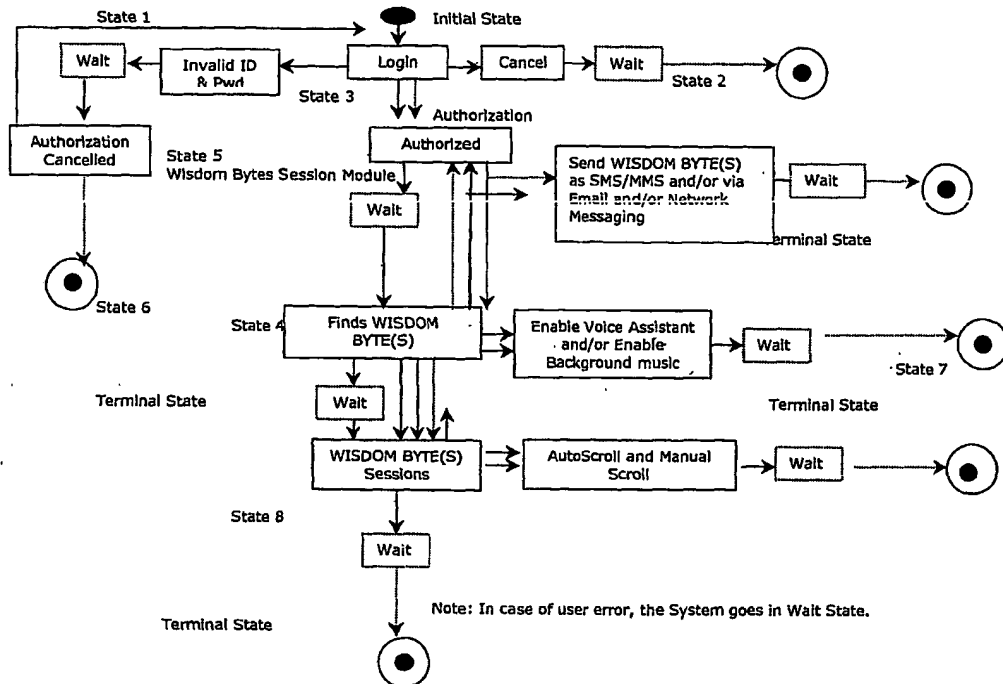 State 1
Initial State
Wait
Invalid ID
& Pwd
Login
Cancel
Wait
State 2
State 3
Authorization
Authorization
Cancelled
Authorized
State 5
Wisdom Bytes Session Module
Send WISDOM BYTE(S)
as SMS/MMS and/or via
Email and/or Network
Messaging
Wait
Wait
Terminal State
State 6
State 4
Finds WISDOM
BYTE(S)
Enable Voice Assistant
and/or Enable
Background music
Wait
State 7
Terminal State
Wait
Terminal State
WISDOM BYTE(S)
Sessions
AutoScroll and Manual
Scroll
Wait
State 8
Wait
Note: In case of user error, the System goes in Wait State.
Terminal State